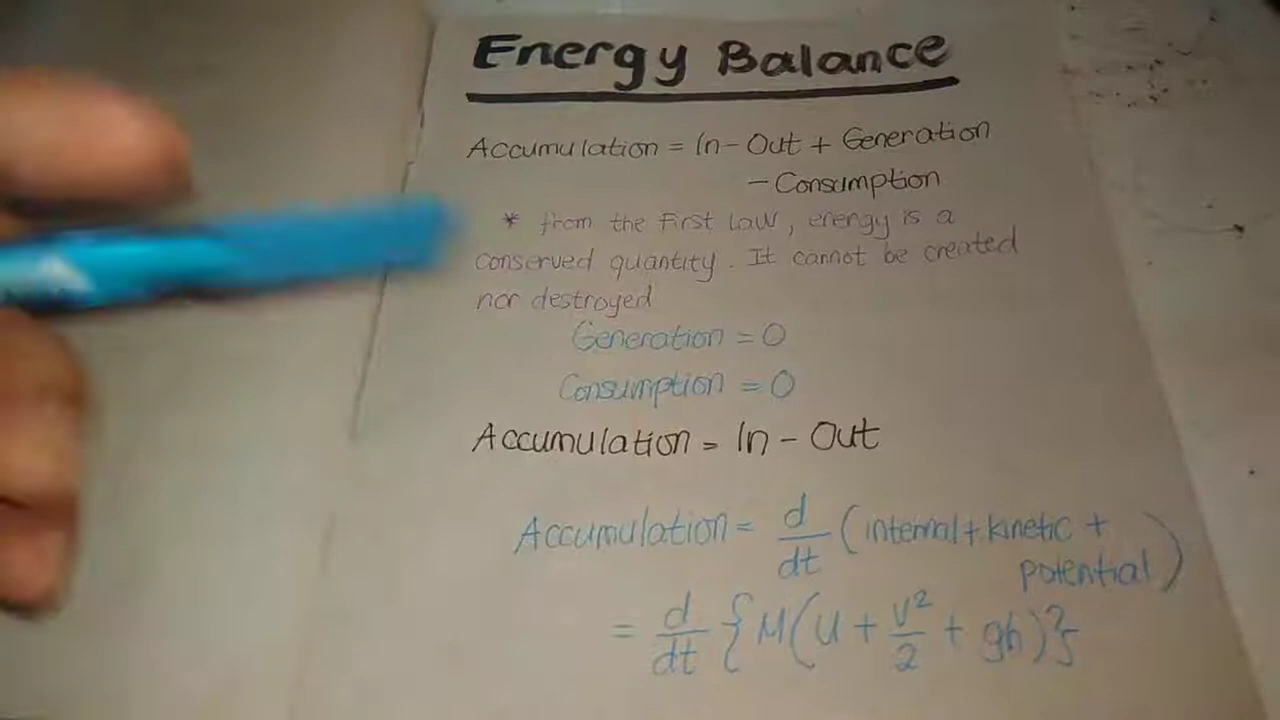 Energy Balance
Accumulation = In - Out + Generation
- Consumption
* from the First law, energy is a
conserved quantity. It cannot be created
nor destroyed
Generation = 0
Consumption = 0
Accumulation = In - Out
Accumulation = d/dt (internal + kinetic +
potential)
= d/dt {M(U + v²/2 + gh)}